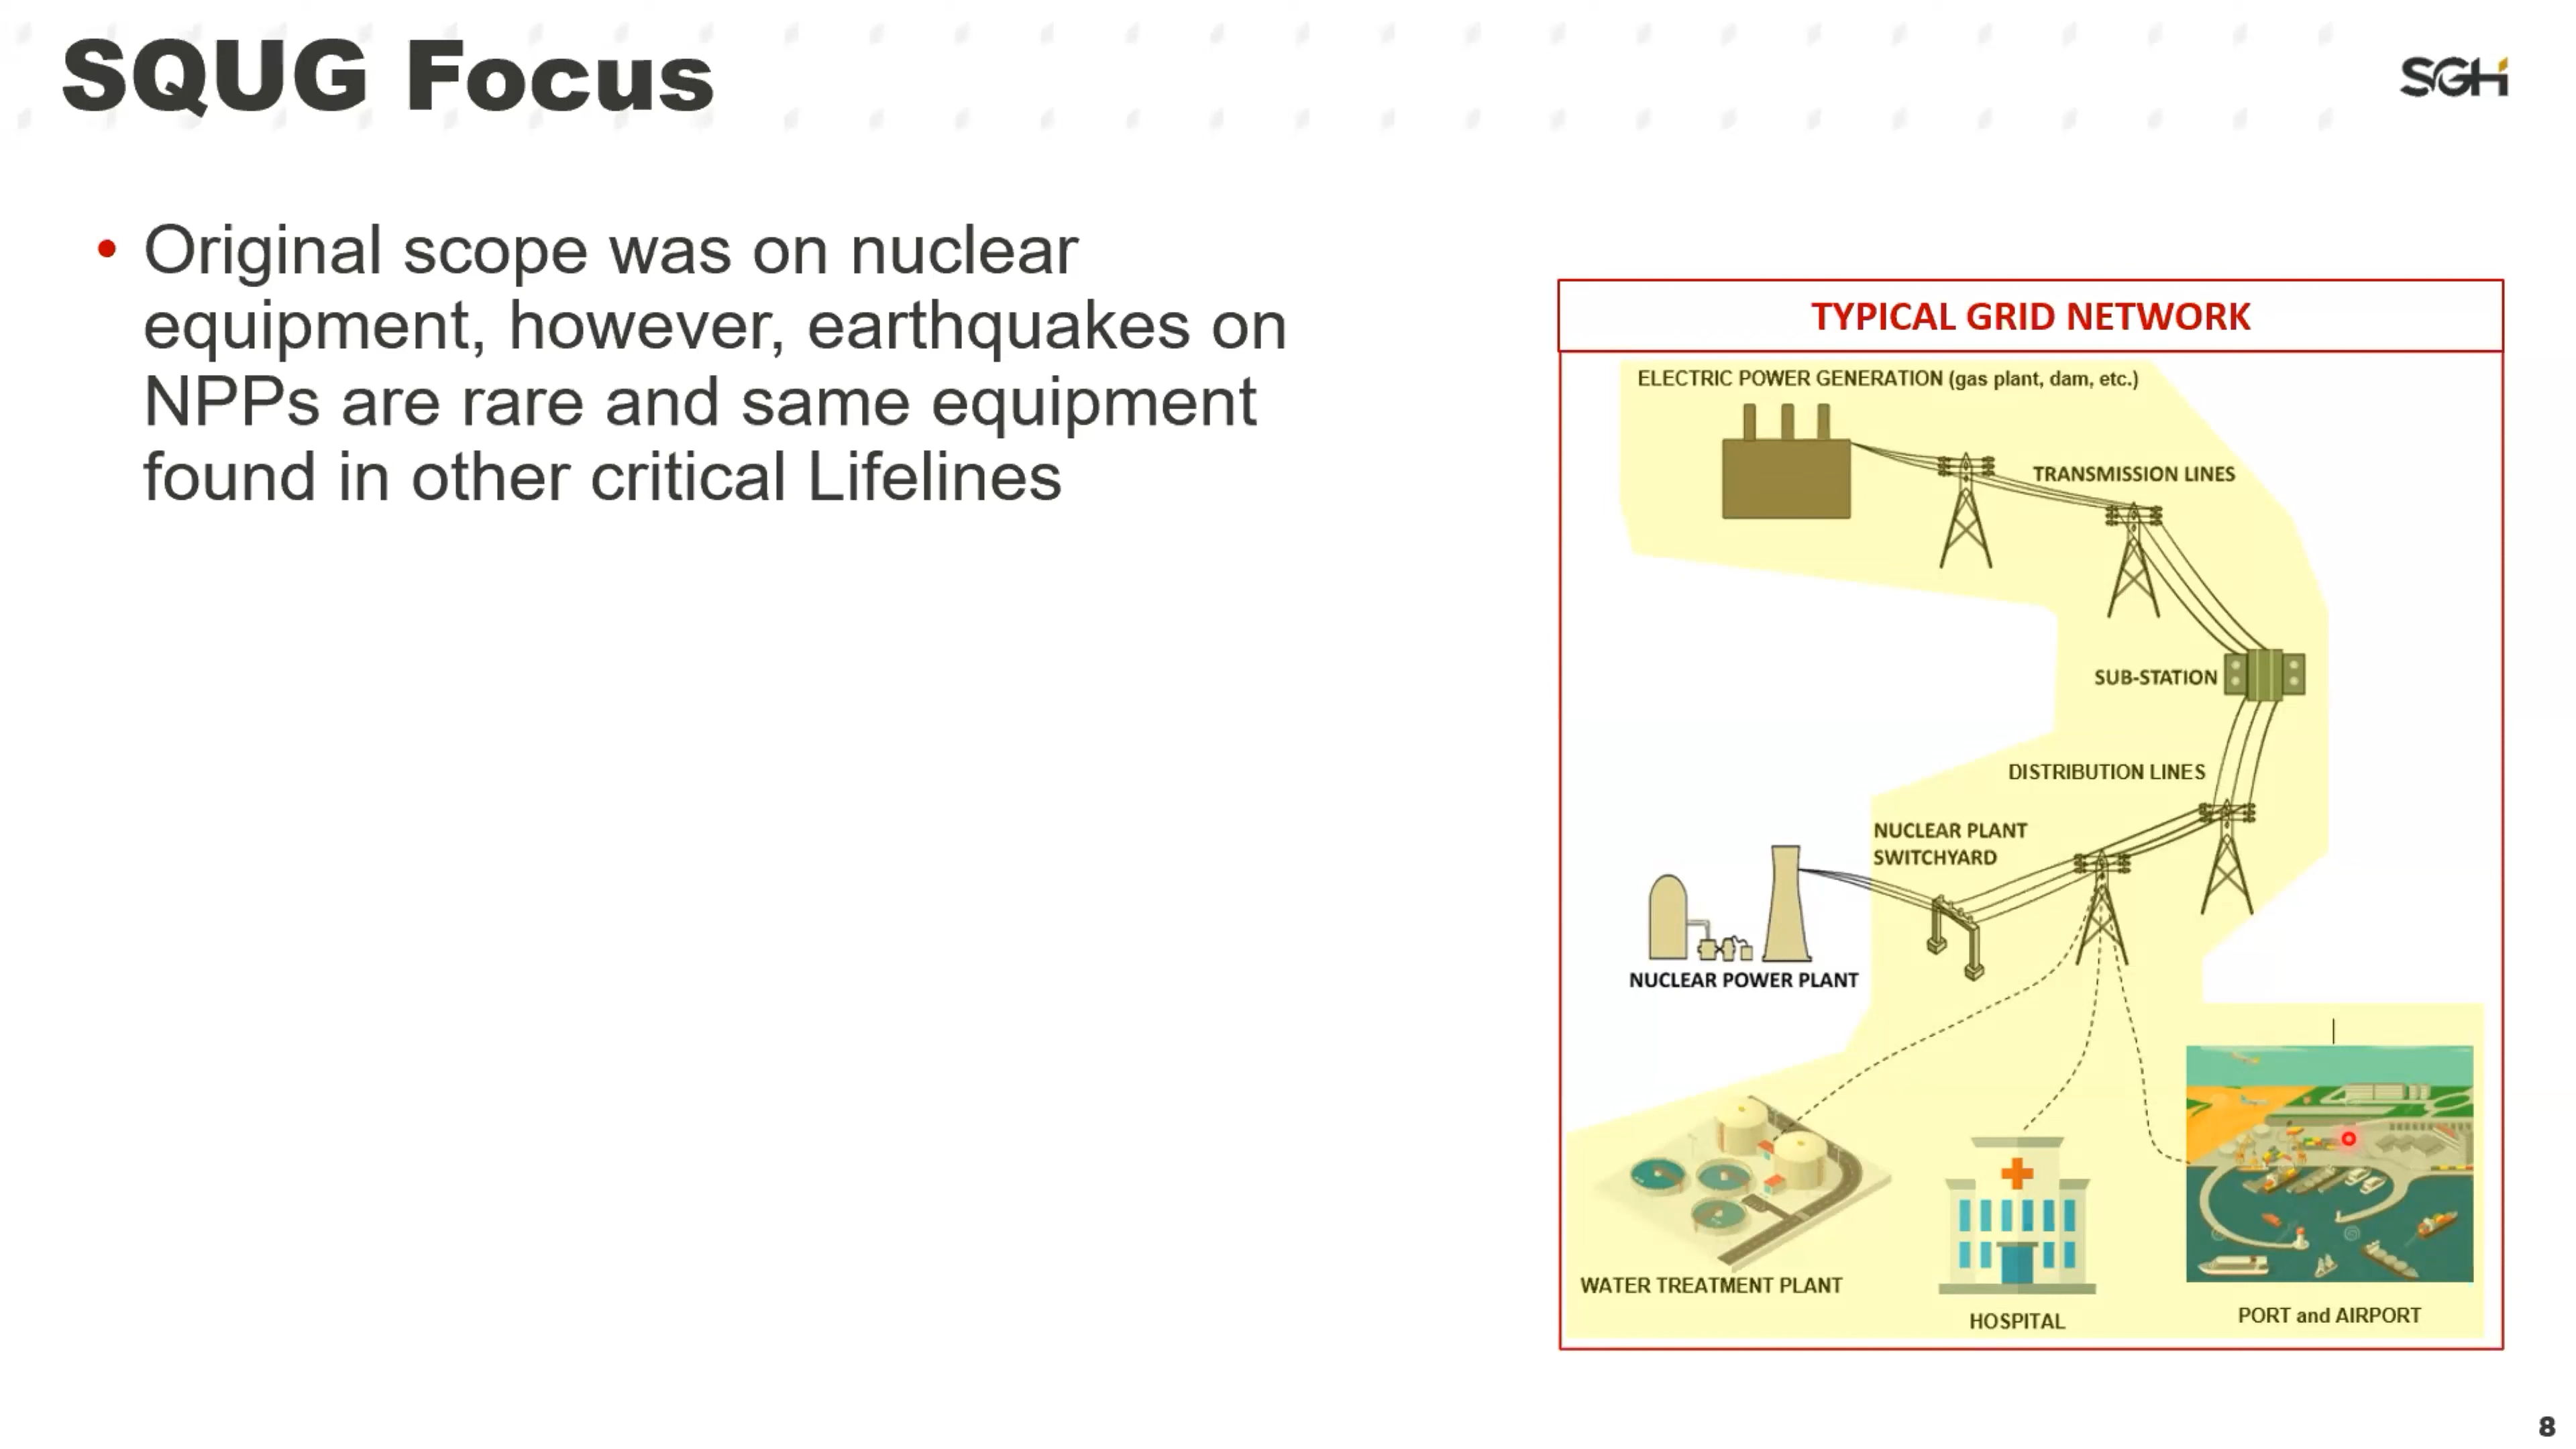 SQUG Focus
SGH
• Original scope was on nuclear
equipment, however, earthquakes on
NPPs are rare and same equipment
found in other critical Lifelines
TYPICAL GRID NETWORK
ELECTRIC POWER GENERATION (gas plant, dam, etc.)
TRANSMISSION LINES
SUB-STATION
DISTRIBUTION LINES
NUCLEAR PLANT
SWITCHYARD
NUCLEAR POWER PLANT
WATER TREATMENT PLANT
HOSPITAL
PORT and AIRPORT
8